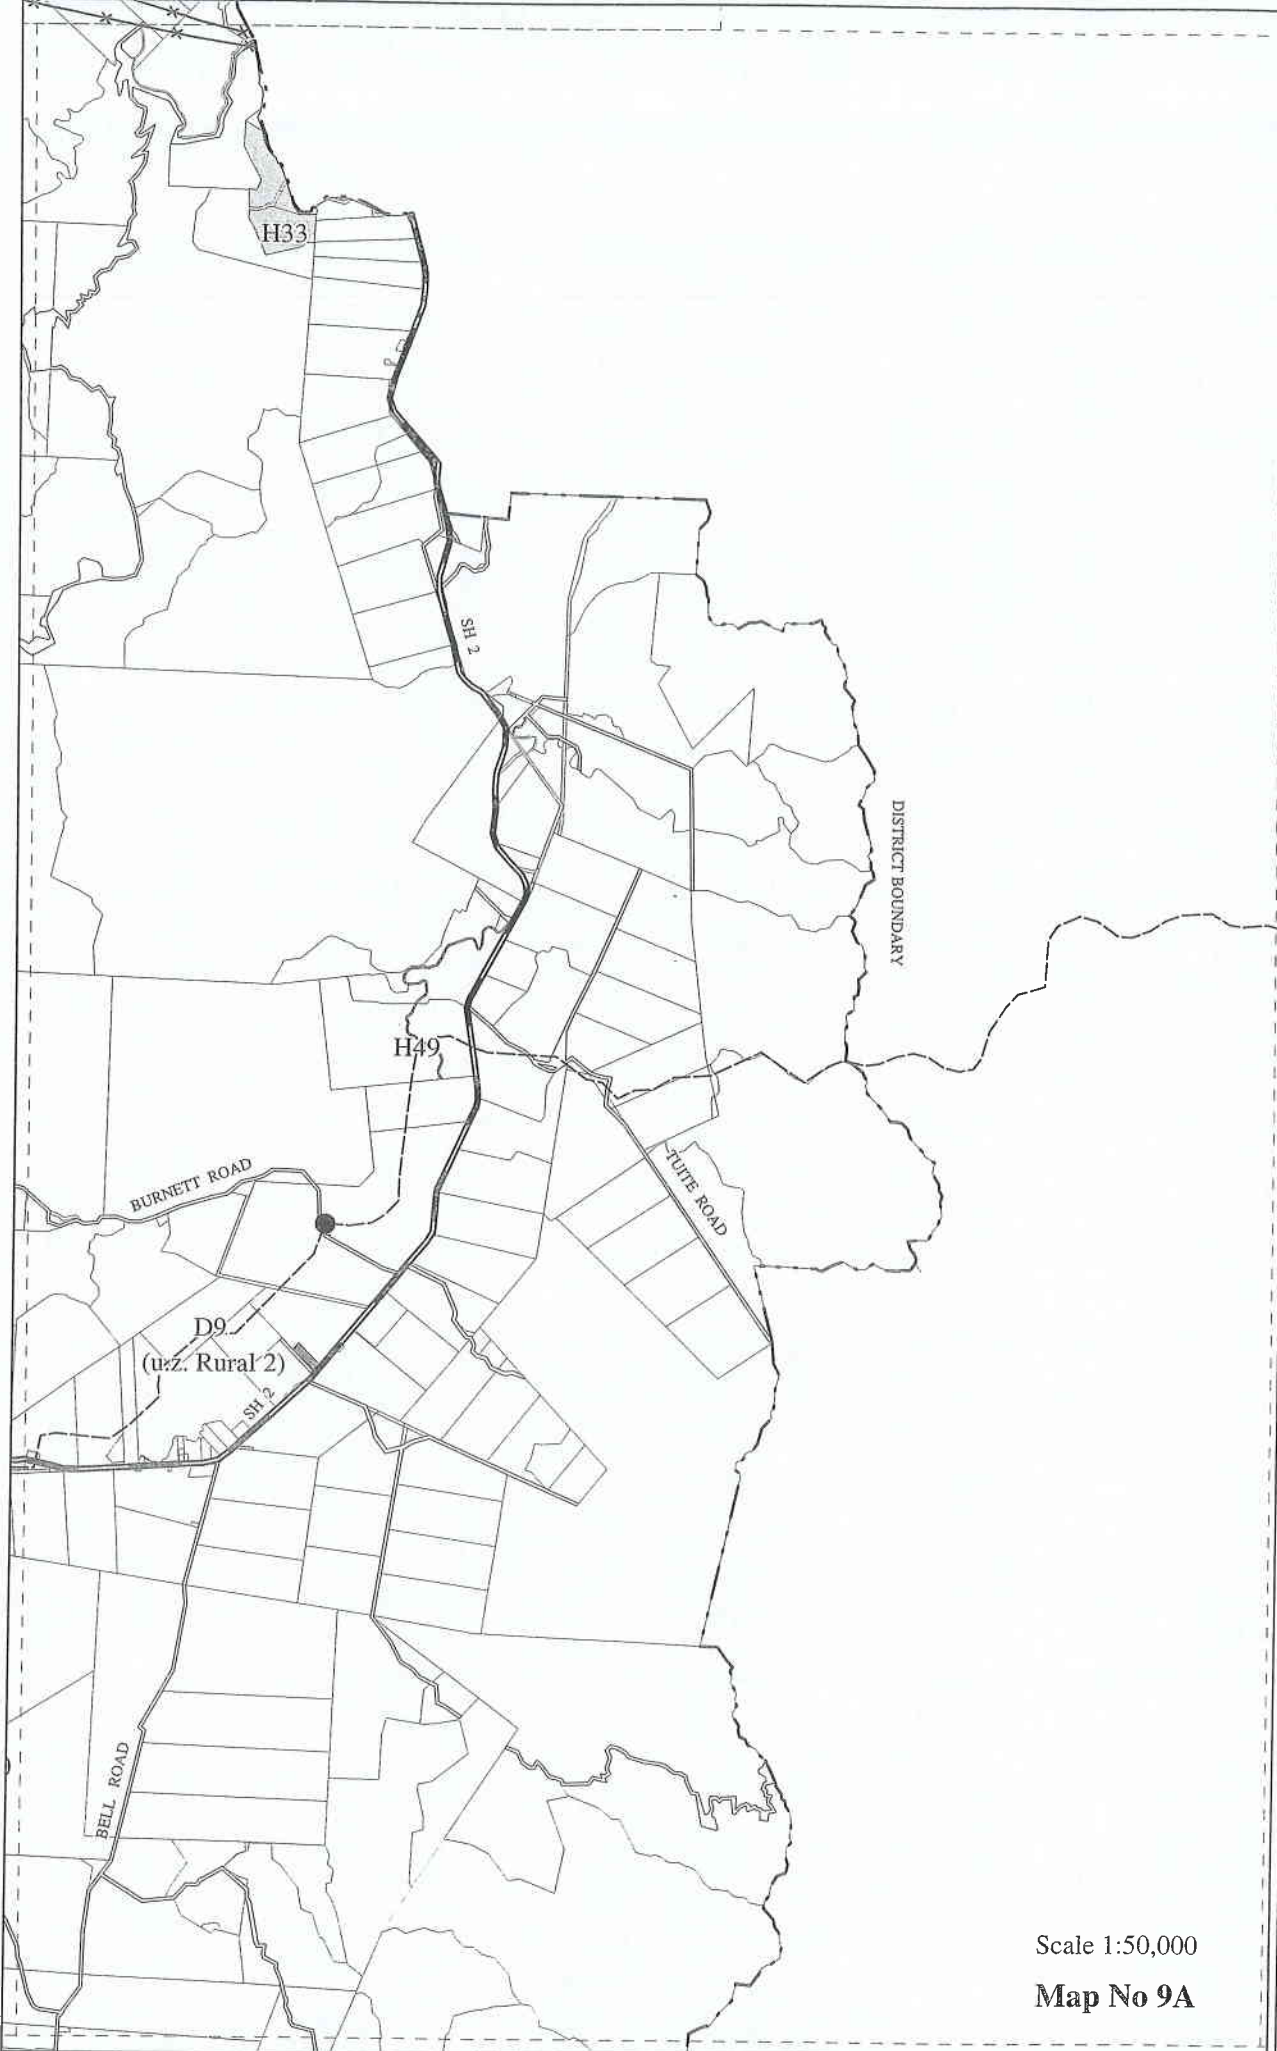 H33
SH 2
DISTRICT BOUNDARY
H49
BURNETT ROAD
TUITE ROAD
D9
(u.z. Rural 2)
SH 2
BELL ROAD
Scale 1:50,000
Map No 9A